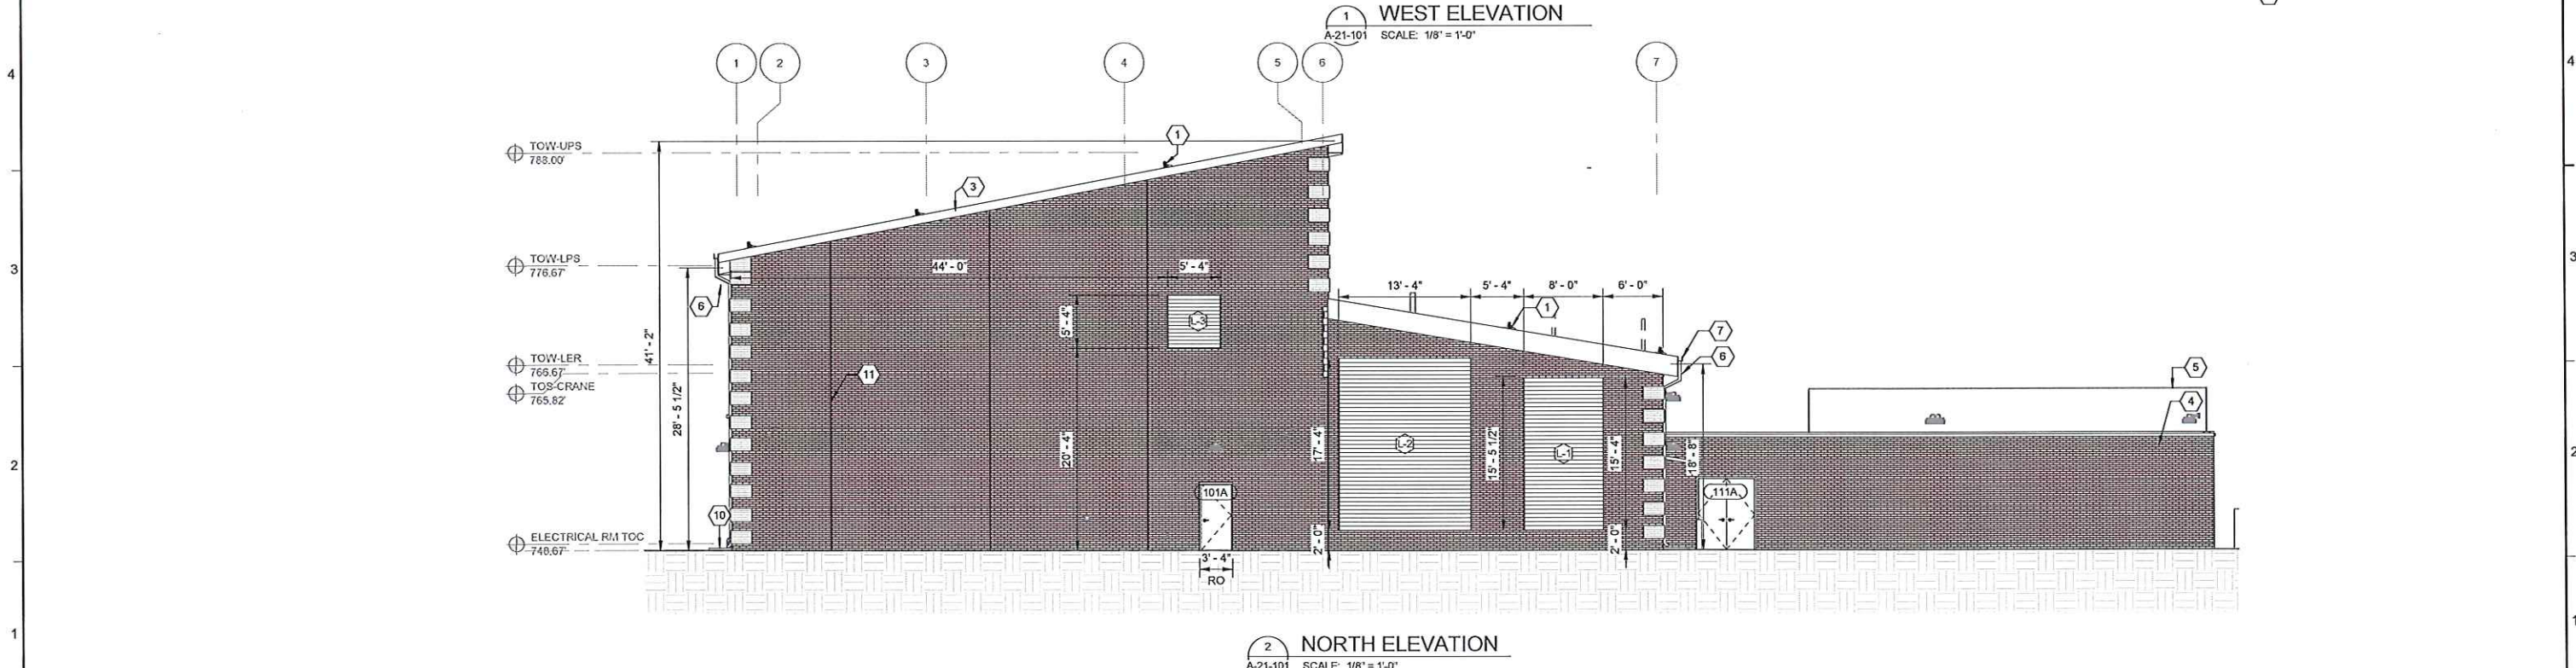 1 WEST ELEVATION
A-21-101 SCALE: 1/8" = 1'-0"
1 2 3 4 5 6 7
4 4
TOW-UPS
788.00'
1
3
TOW-LPS
776.67'
3 3
44' - 0" 5' - 4"
13' - 4" 5' - 4" 8' - 0" 6' - 0"
6
1
5' - 4"
L-3
7
6
41' - 2"
TOW-LER
766.67'
TOS-CRANE
765.82'
11
5
28' - 5 1/2"
4
20' - 4"
17' - 4"
L-2
15' - 5 1/2"
L-1
15' - 4"
18' - 8"
2 2
101A
111A
10
ELECTRICAL RM TOC
748.67'
2' - 0"
2' - 0"
3' - 4"
RO
1 1
2 NORTH ELEVATION
A-21-101 SCALE: 1/8" = 1'-0"